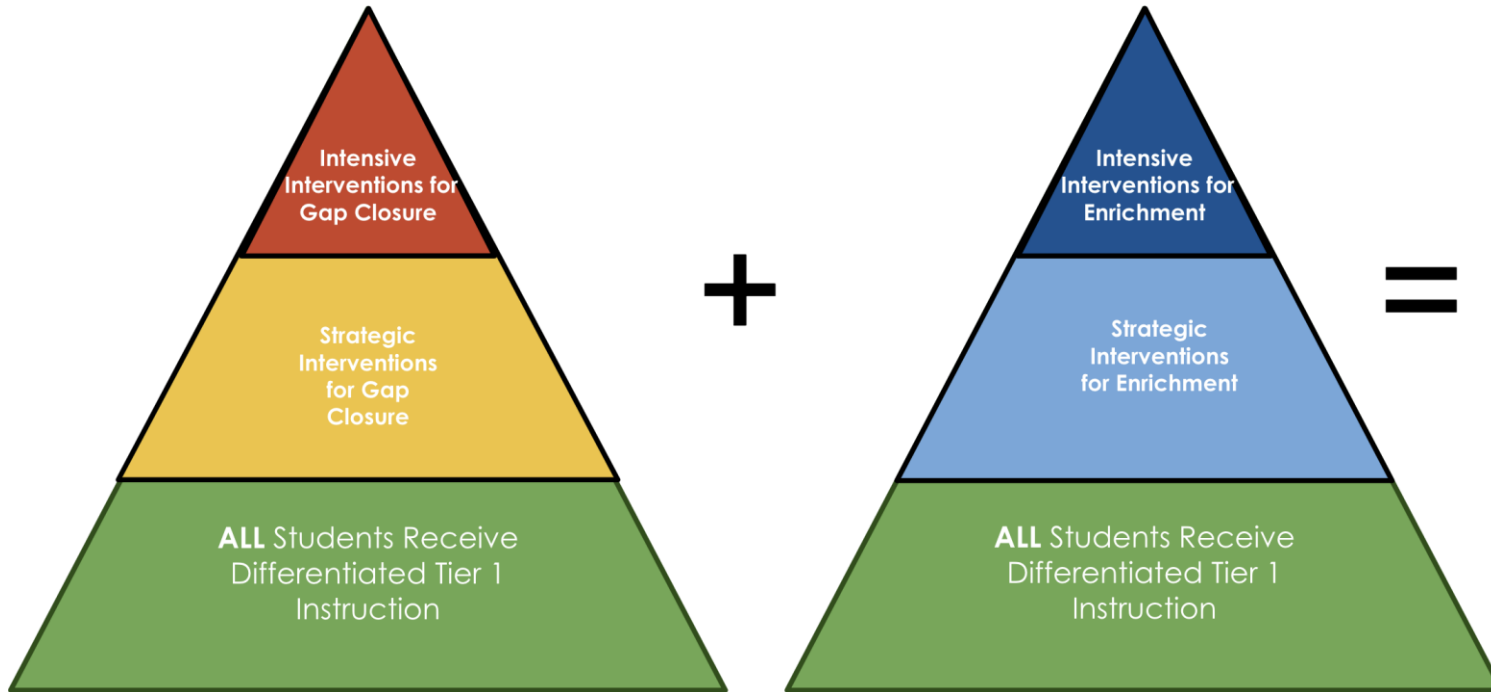 Intensive
Interventions for
Gap Closure
Strategic
Interventions
for Gap
Closure
ALL Students Receive
Differentiated Tier 1
Instruction
+
Intensive
Interventions for
Enrichment
Strategic
Interventions
for Enrichment
ALL Students Receive
Differentiated Tier 1
Instruction
=